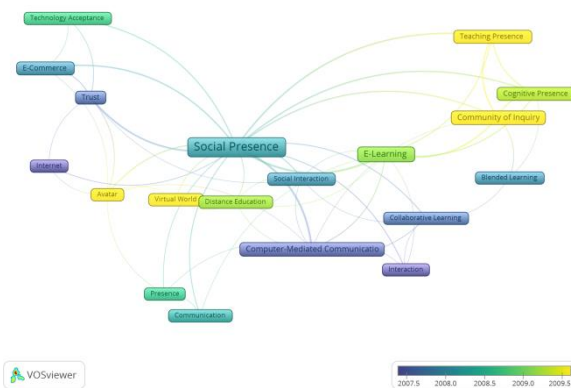 Technology Acceptance
Teaching Presence
E-Commerce
Cognitive Presence
Trust
Community of Inquiry
Social Presence
E-Learning
Internet
Social Interaction
Blended Learning
Avatar
Virtual World
Distance Education
Collaborative Learning
Computer-Mediated Communicatio
Interaction
Presence
Communication
VOSviewer
2007.5 2008.0 2008.5 2009.0 2009.5